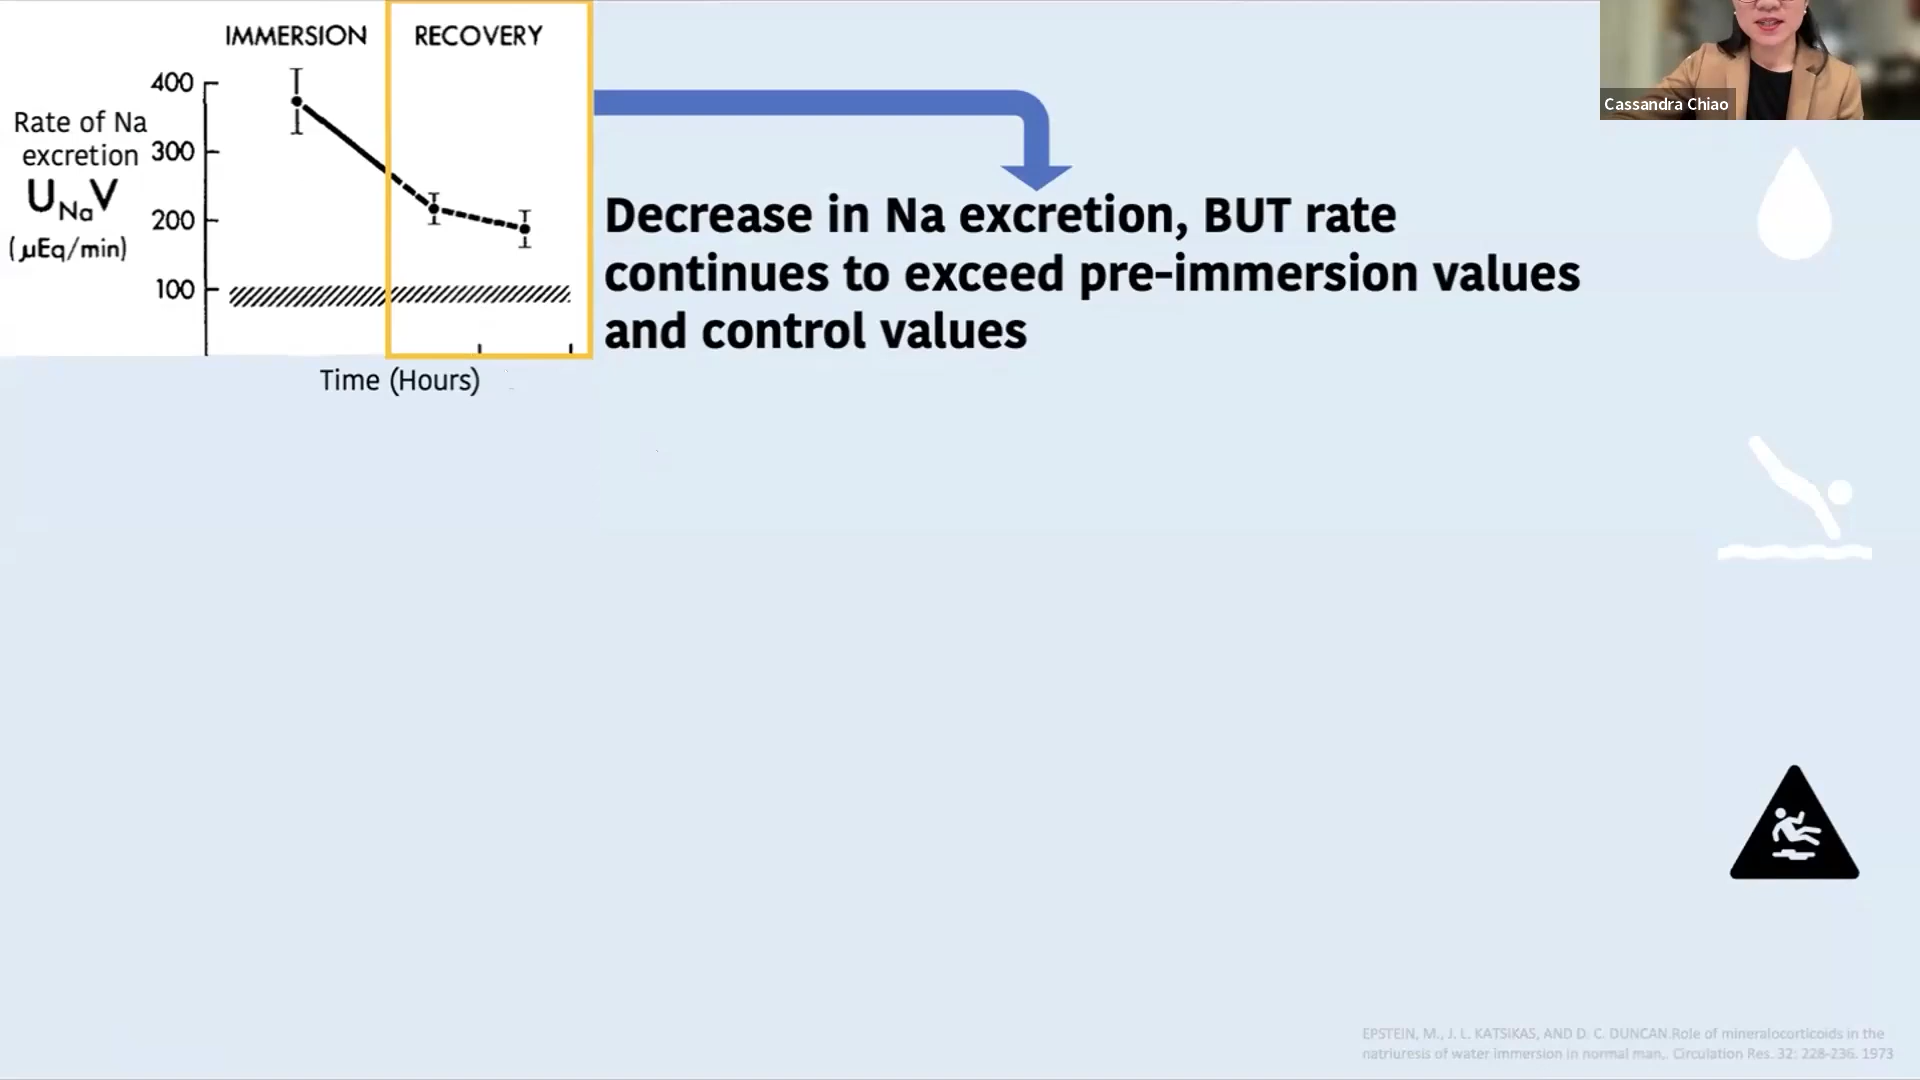 IMMERSION
RECOVERY
400
300
200
100
Rate of Na
excretion
UNaV
(µEq/min)
Time (Hours)
Decrease in Na excretion, BUT rate
continues to exceed pre-immersion values
and control values
Cassandra Chiao
EPSTEIN, M., J. L. KATSIKAS, AND D. C. DUNCAN.Role of mineralocorticoids in the
natriuresis of water immersion in normal man,. Circulation Res. 32: 228-236. 1973